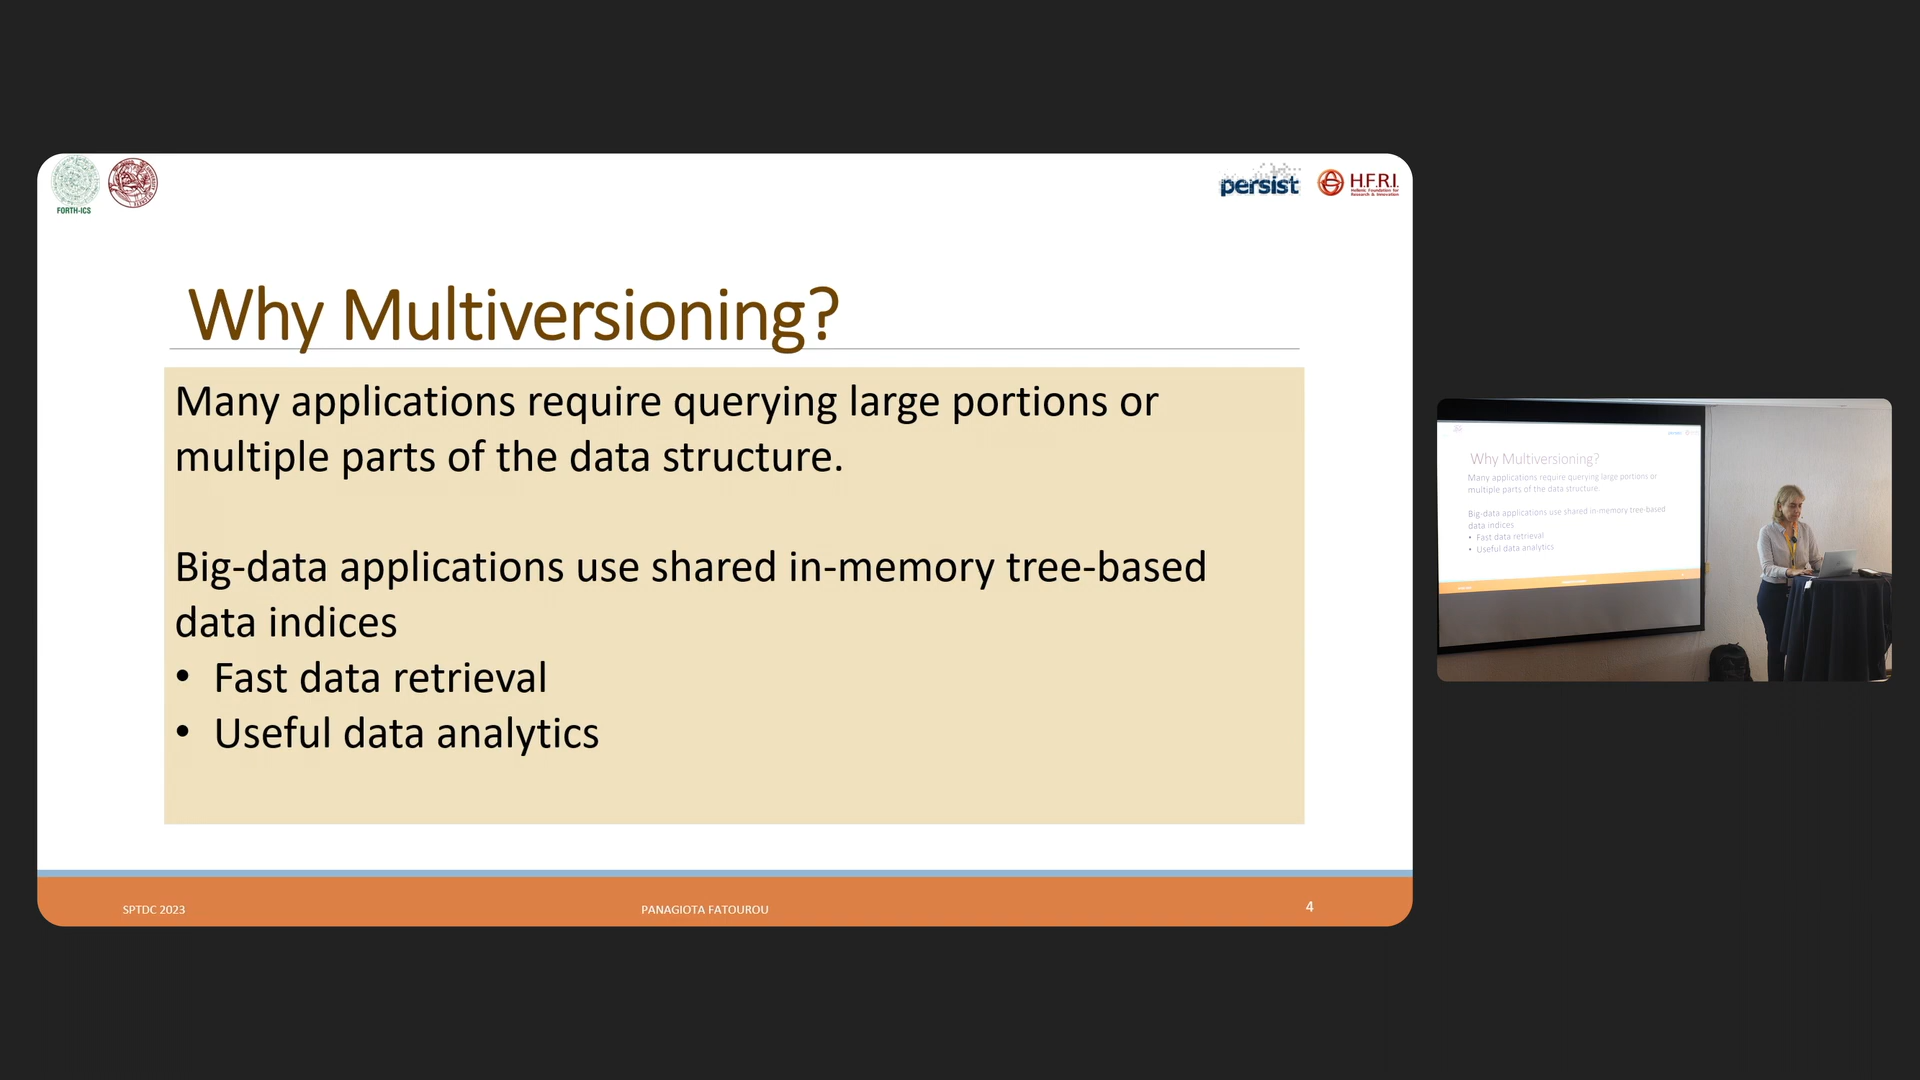 FORTH-ICS
persist
H.F.R.I.
Hellenic Foundation for
Research & Innovation
Why Multiversioning?
Many applications require querying large portions or
multiple parts of the data structure.
Big-data applications use shared in-memory tree-based
data indices
• Fast data retrieval
• Useful data analytics
SPTDC 2023
PANAGIOTA FATOUROU
4
Why Multiversioning?
Many applications require querying large portions or
multiple parts of the data structure.
Big-data applications use shared in-memory tree-based
data indices
• Fast data retrieval
• Useful data analytics